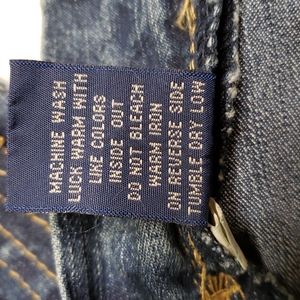 MACHINE WASH
LUCK WARM WITH
LIKE COLORS
INSIDE OUT
DO NOT BLEACH
WARM IRON
ON REVERSE SIDE
TUMBLE DRY LOW